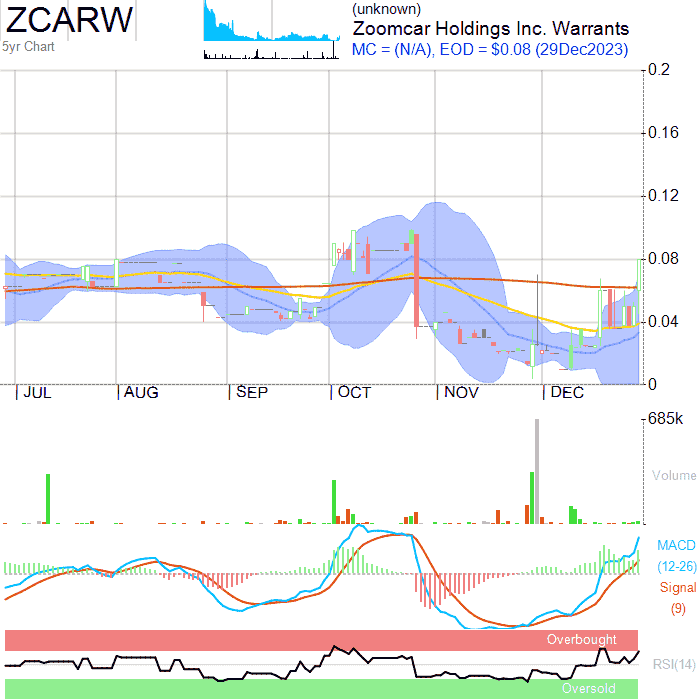 ZCARW
5yr Chart
(unknown)
Zoomcar Holdings Inc. Warrants
MC = (N/A), EOD = $0.08 (29Dec2023)
0.2
0.16
0.12
0.08
0.04
0
JUL
AUG
SEP
OCT
NOV
DEC
685k
Volume
MACD
(12-26)
Signal
(9)
Overbought
RSI(14)
Oversold